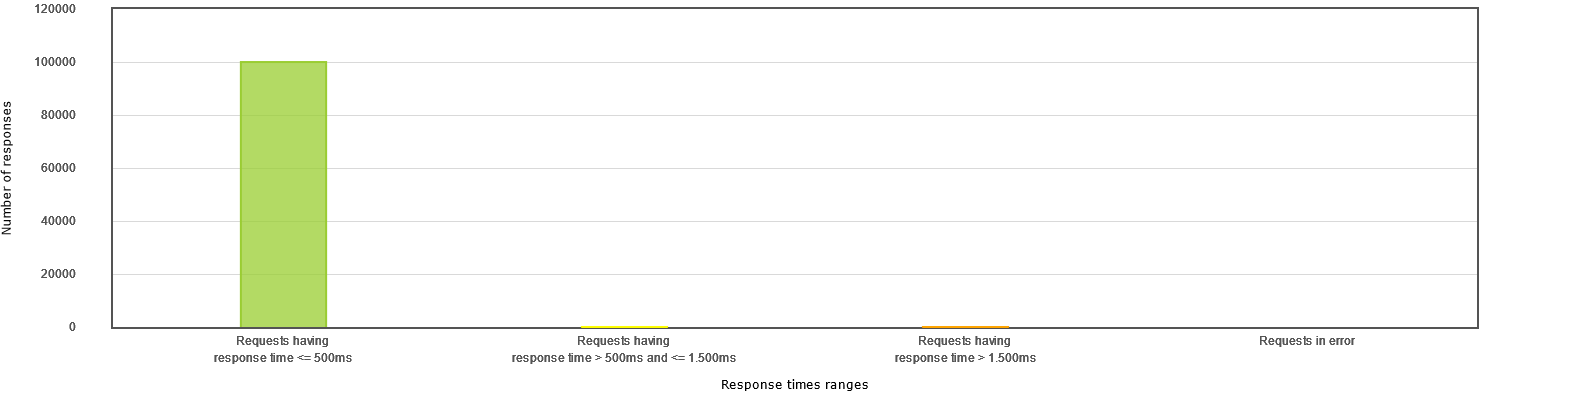 120000
100000
80000
60000
40000
20000
0
Number of responses
Requests having
response time <= 500ms
Requests having
response time > 500ms and <= 1.500ms
Requests having
response time > 1.500ms
Requests in error
Response times ranges